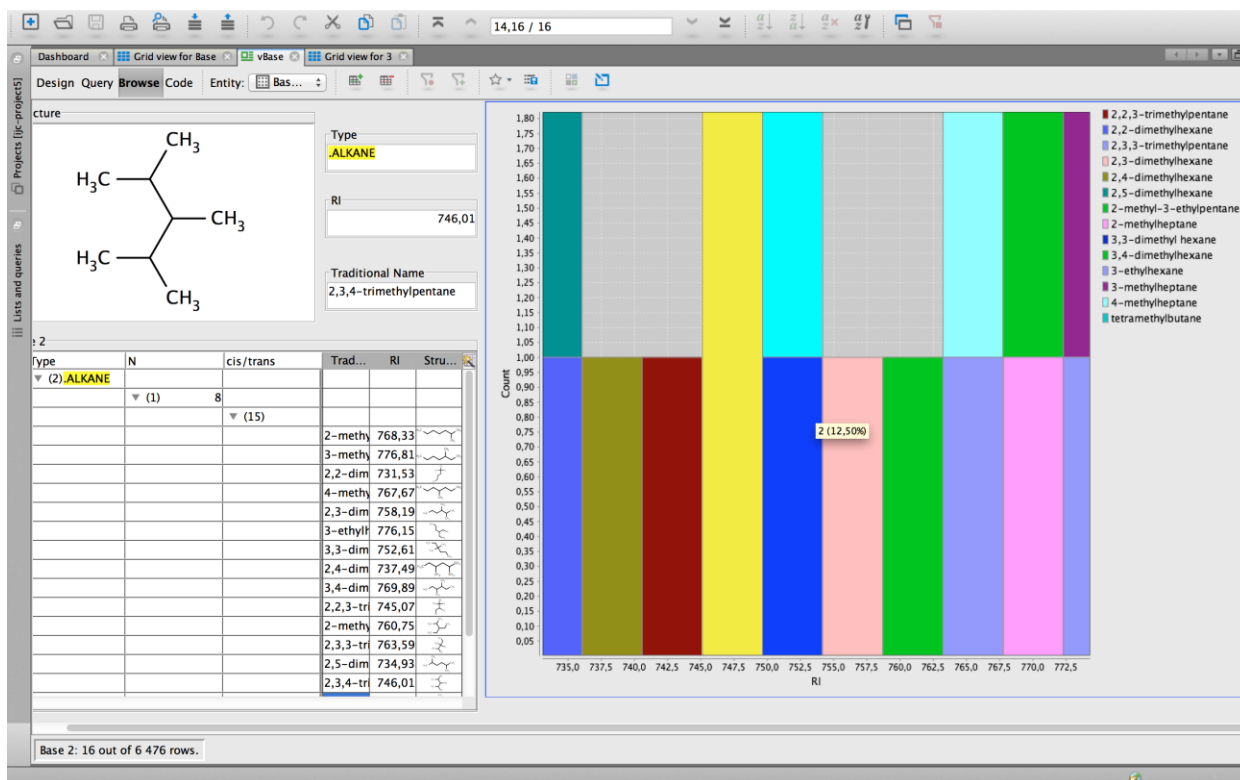 14,16 / 16
Dashboard
Grid view for Base
vBase
Grid view for 3
Projects [ijc-project5]
Lists and queries
Design Query Browse Code Entity: Bas...
cture
CH3
H3C
CH3
H3C
CH3
Type
.ALKANE
RI
746,01
Traditional Name
2,3,4-trimethylpentane
e 2
Type N cis/trans Trad... RI Stru...
(2).ALKANE
(1) 8
(15)
2-methy 768,33
3-methy 776,81
2,2-dim 731,53
4-methy 767,67
2,3-dim 758,19
3-ethylh 776,15
3,3-dim 752,61
2,4-dim 737,49
3,4-dim 769,89
2,2,3-tri 745,07
2-methy 760,75
2,3,3-tri 763,59
2,5-dim 734,93
2,3,4-tri 746,01
Count
1,80
1,75
1,70
1,65
1,60
1,55
1,50
1,45
1,40
1,35
1,30
1,25
1,20
1,15
1,10
1,05
1,00
0,95
0,90
0,85
0,80
0,75
0,70
0,65
0,60
0,55
0,50
0,45
0,40
0,35
0,30
0,25
0,20
0,15
0,10
0,05
2 (12,50%)
735,0 737,5 740,0 742,5 745,0 747,5 750,0 752,5 755,0 757,5 760,0 762,5 765,0 767,5 770,0 772,5
RI
2,2,3-trimethylpentane
2,2-dimethylhexane
2,3,3-trimethylpentane
2,3-dimethylhexane
2,4-dimethylhexane
2,5-dimethylhexane
2-methyl-3-ethylpentane
2-methylheptane
3,3-dimethyl hexane
3,4-dimethylhexane
3-ethylhexane
3-methylheptane
4-methylheptane
tetramethylbutane
Base 2: 16 out of 6 476 rows.